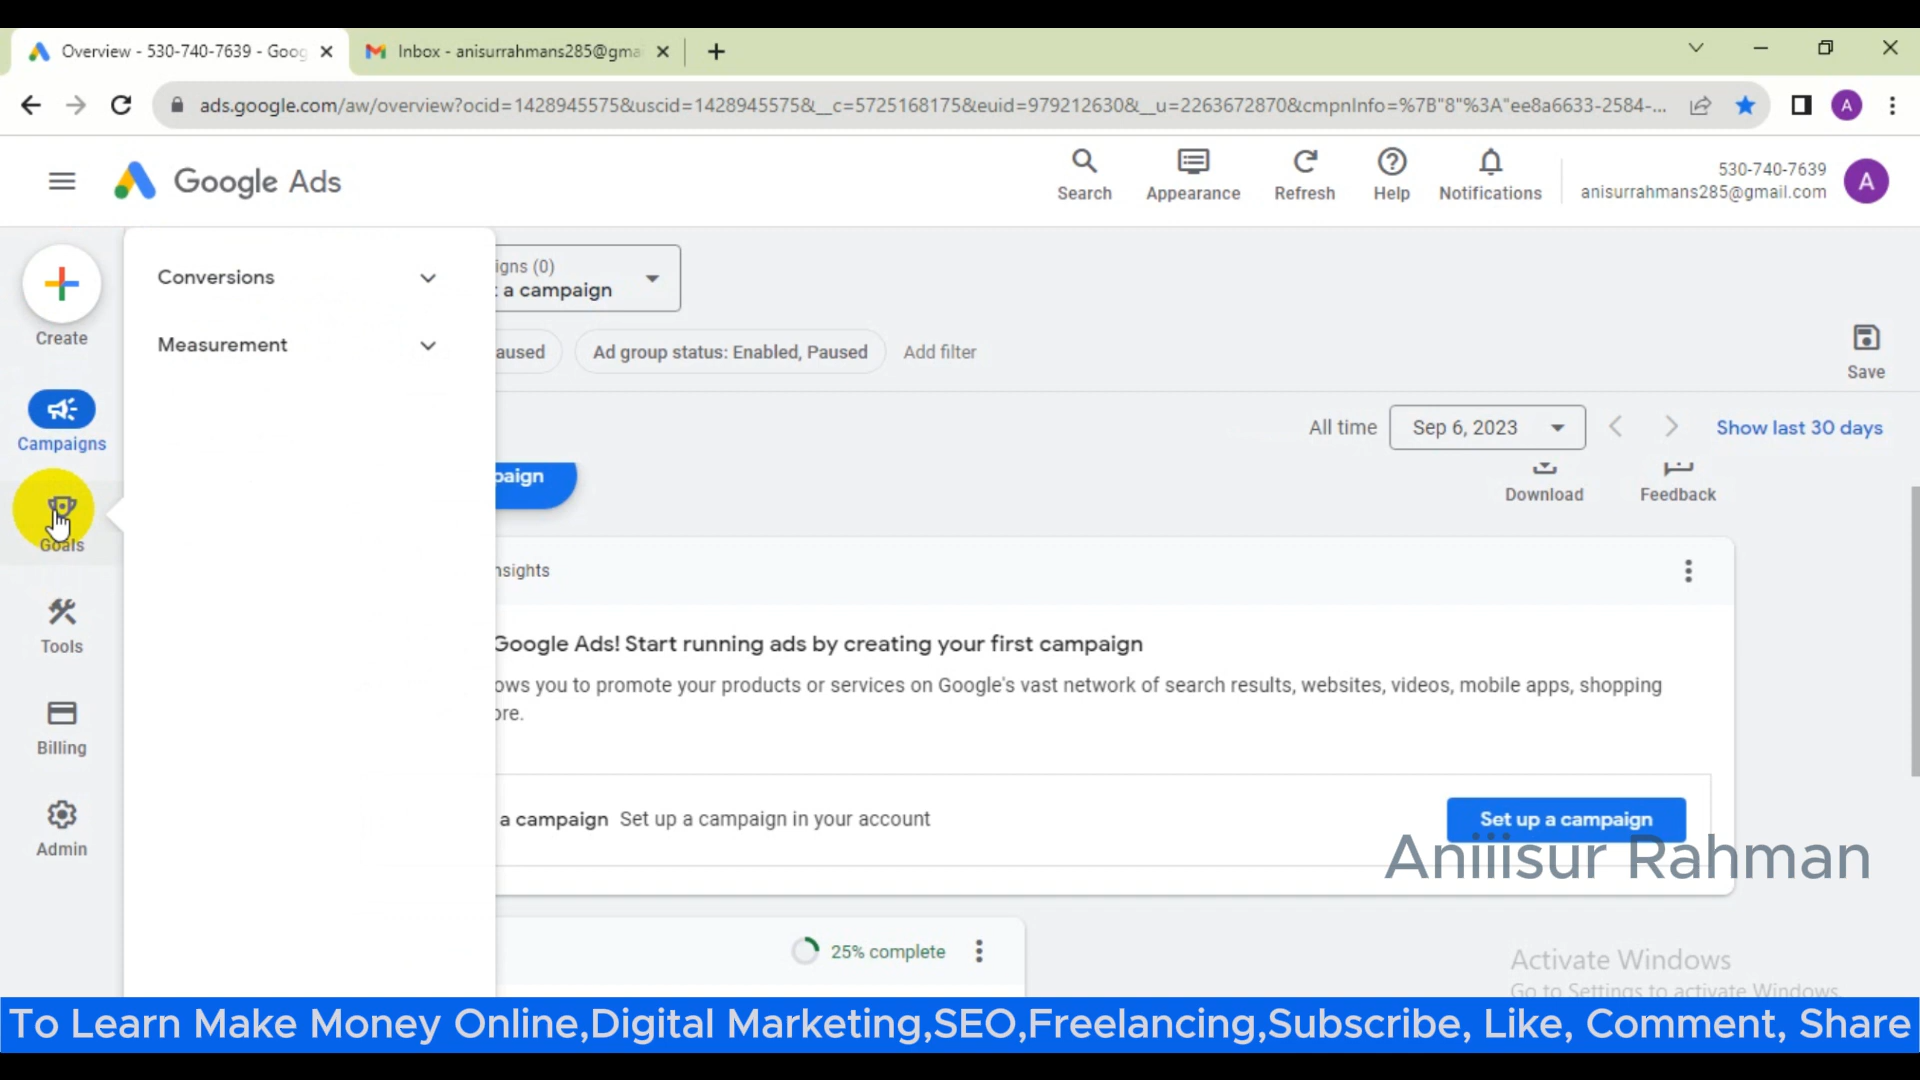 Overview - 530-740-7639 - Goog
Inbox - anisurrahmans285@gma
ads.google.com/aw/overview?ocid=1428945575&uscid=1428945575&__c=5725168175&euid=979212630&__u=2263672870&cmpnInfo=%7B"8"%3A"ee8a6633-2584-...
A
Google Ads
Search
Appearance
Refresh
Help
Notifications
530-740-7639
anisurrahmans285@gmail.com
A
Create
Campaigns
Goals
Tools
Billing
Admin
Conversions
Measurement
igns (0)
a campaign
aused
Ad group status: Enabled, Paused
Add filter
Save
All time
Sep 6, 2023
Show last 30 days
paign
Download
Feedback
nsights
Google Ads! Start running ads by creating your first campaign
ows you to promote your products or services on Google's vast network of search results, websites, videos, mobile apps, shopping
ore.
a campaign Set up a campaign in your account
Set up a campaign
Aniiisur Rahman
25% complete
Activate Windows
Go to Settings to activate Windows.
To Learn Make Money Online,Digital Marketing,SEO,Freelancing,Subscribe, Like, Comment, Share